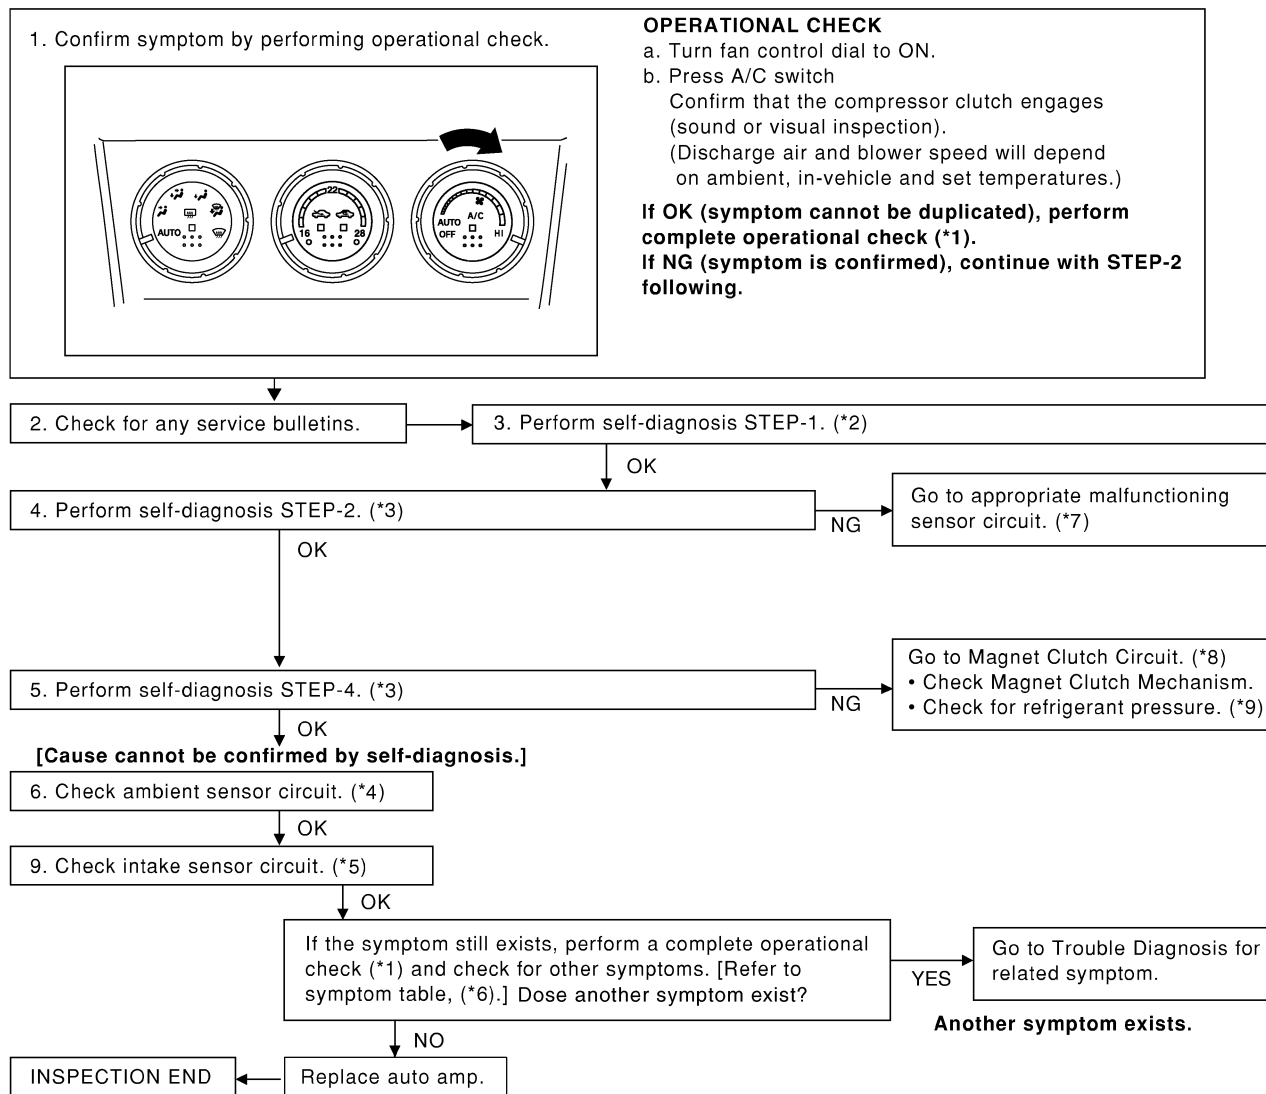 1. Confirm symptom by performing operational check.
22
AUTO
16
28
AUTO
A/C
OFF
HI
OPERATIONAL CHECK
a. Turn fan control dial to ON.
b. Press A/C switch
Confirm that the compressor clutch engages
(sound or visual inspection).
(Discharge air and blower speed will depend
on ambient, in-vehicle and set temperatures.)
If OK (symptom cannot be duplicated), perform
complete operational check (*1).
If NG (symptom is confirmed), continue with STEP-2
following.
2. Check for any service bulletins.
3. Perform self-diagnosis STEP-1. (*2)
OK
4. Perform self-diagnosis STEP-2. (*3)
NG
Go to appropriate malfunctioning
sensor circuit. (*7)
OK
5. Perform self-diagnosis STEP-4. (*3)
NG
Go to Magnet Clutch Circuit. (*8)
• Check Magnet Clutch Mechanism.
• Check for refrigerant pressure. (*9)
OK
[Cause cannot be confirmed by self-diagnosis.]
6. Check ambient sensor circuit. (*4)
OK
9. Check intake sensor circuit. (*5)
OK
If the symptom still exists, perform a complete operational
check (*1) and check for other symptoms. [Refer to
symptom table, (*6).] Dose another symptom exist?
YES
Go to Trouble Diagnosis for
related symptom.
Another symptom exists.
NO
Replace auto amp.
INSPECTION END